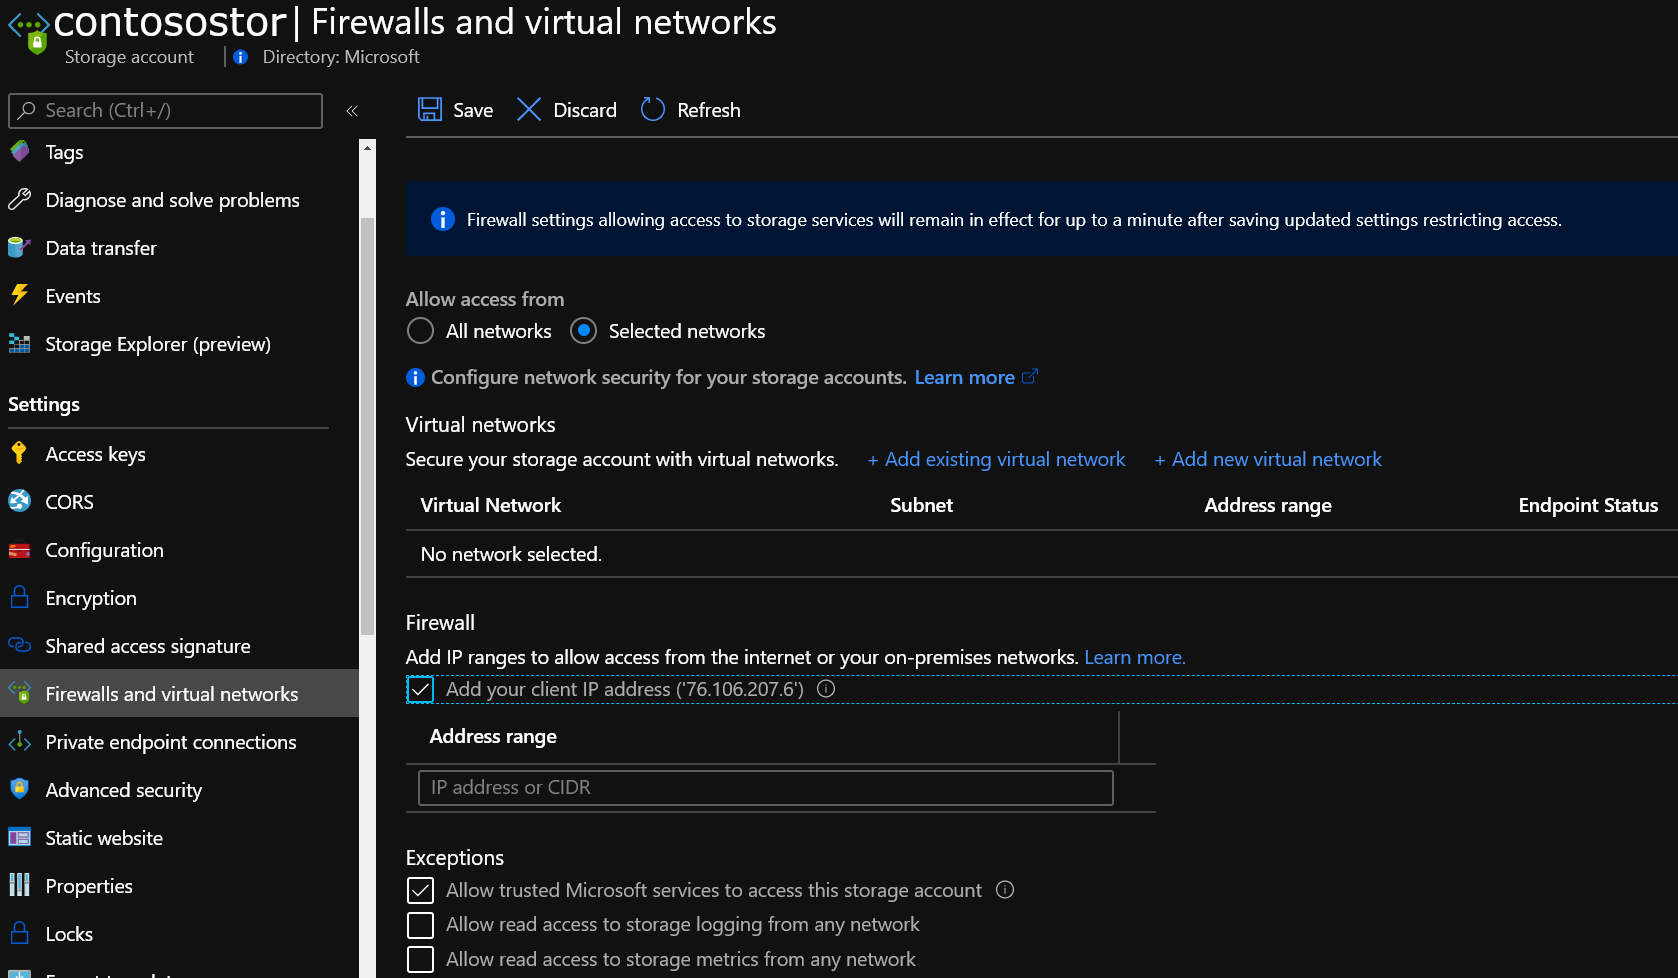 contosostor | Firewalls and virtual networks
Storage account
Directory: Microsoft
Search (Ctrl+/)
«
Tags
Diagnose and solve problems
Data transfer
Events
Storage Explorer (preview)
Settings
Access keys
CORS
Configuration
Encryption
Shared access signature
Firewalls and virtual networks
Private endpoint connections
Advanced security
Static website
Properties
Locks
Save Discard Refresh
Firewall settings allowing access to storage services will remain in effect for up to a minute after saving updated settings restricting access.
Allow access from
All networks Selected networks
Configure network security for your storage accounts. Learn more
Virtual networks
Secure your storage account with virtual networks. + Add existing virtual network + Add new virtual network
Virtual Network Subnet Address range Endpoint Status
No network selected.
Firewall
Add IP ranges to allow access from the internet or your on-premises networks. Learn more.
Add your client IP address ('76.106.207.6')
Address range
IP address or CIDR
Exceptions
Allow trusted Microsoft services to access this storage account
Allow read access to storage logging from any network
Allow read access to storage metrics from any network